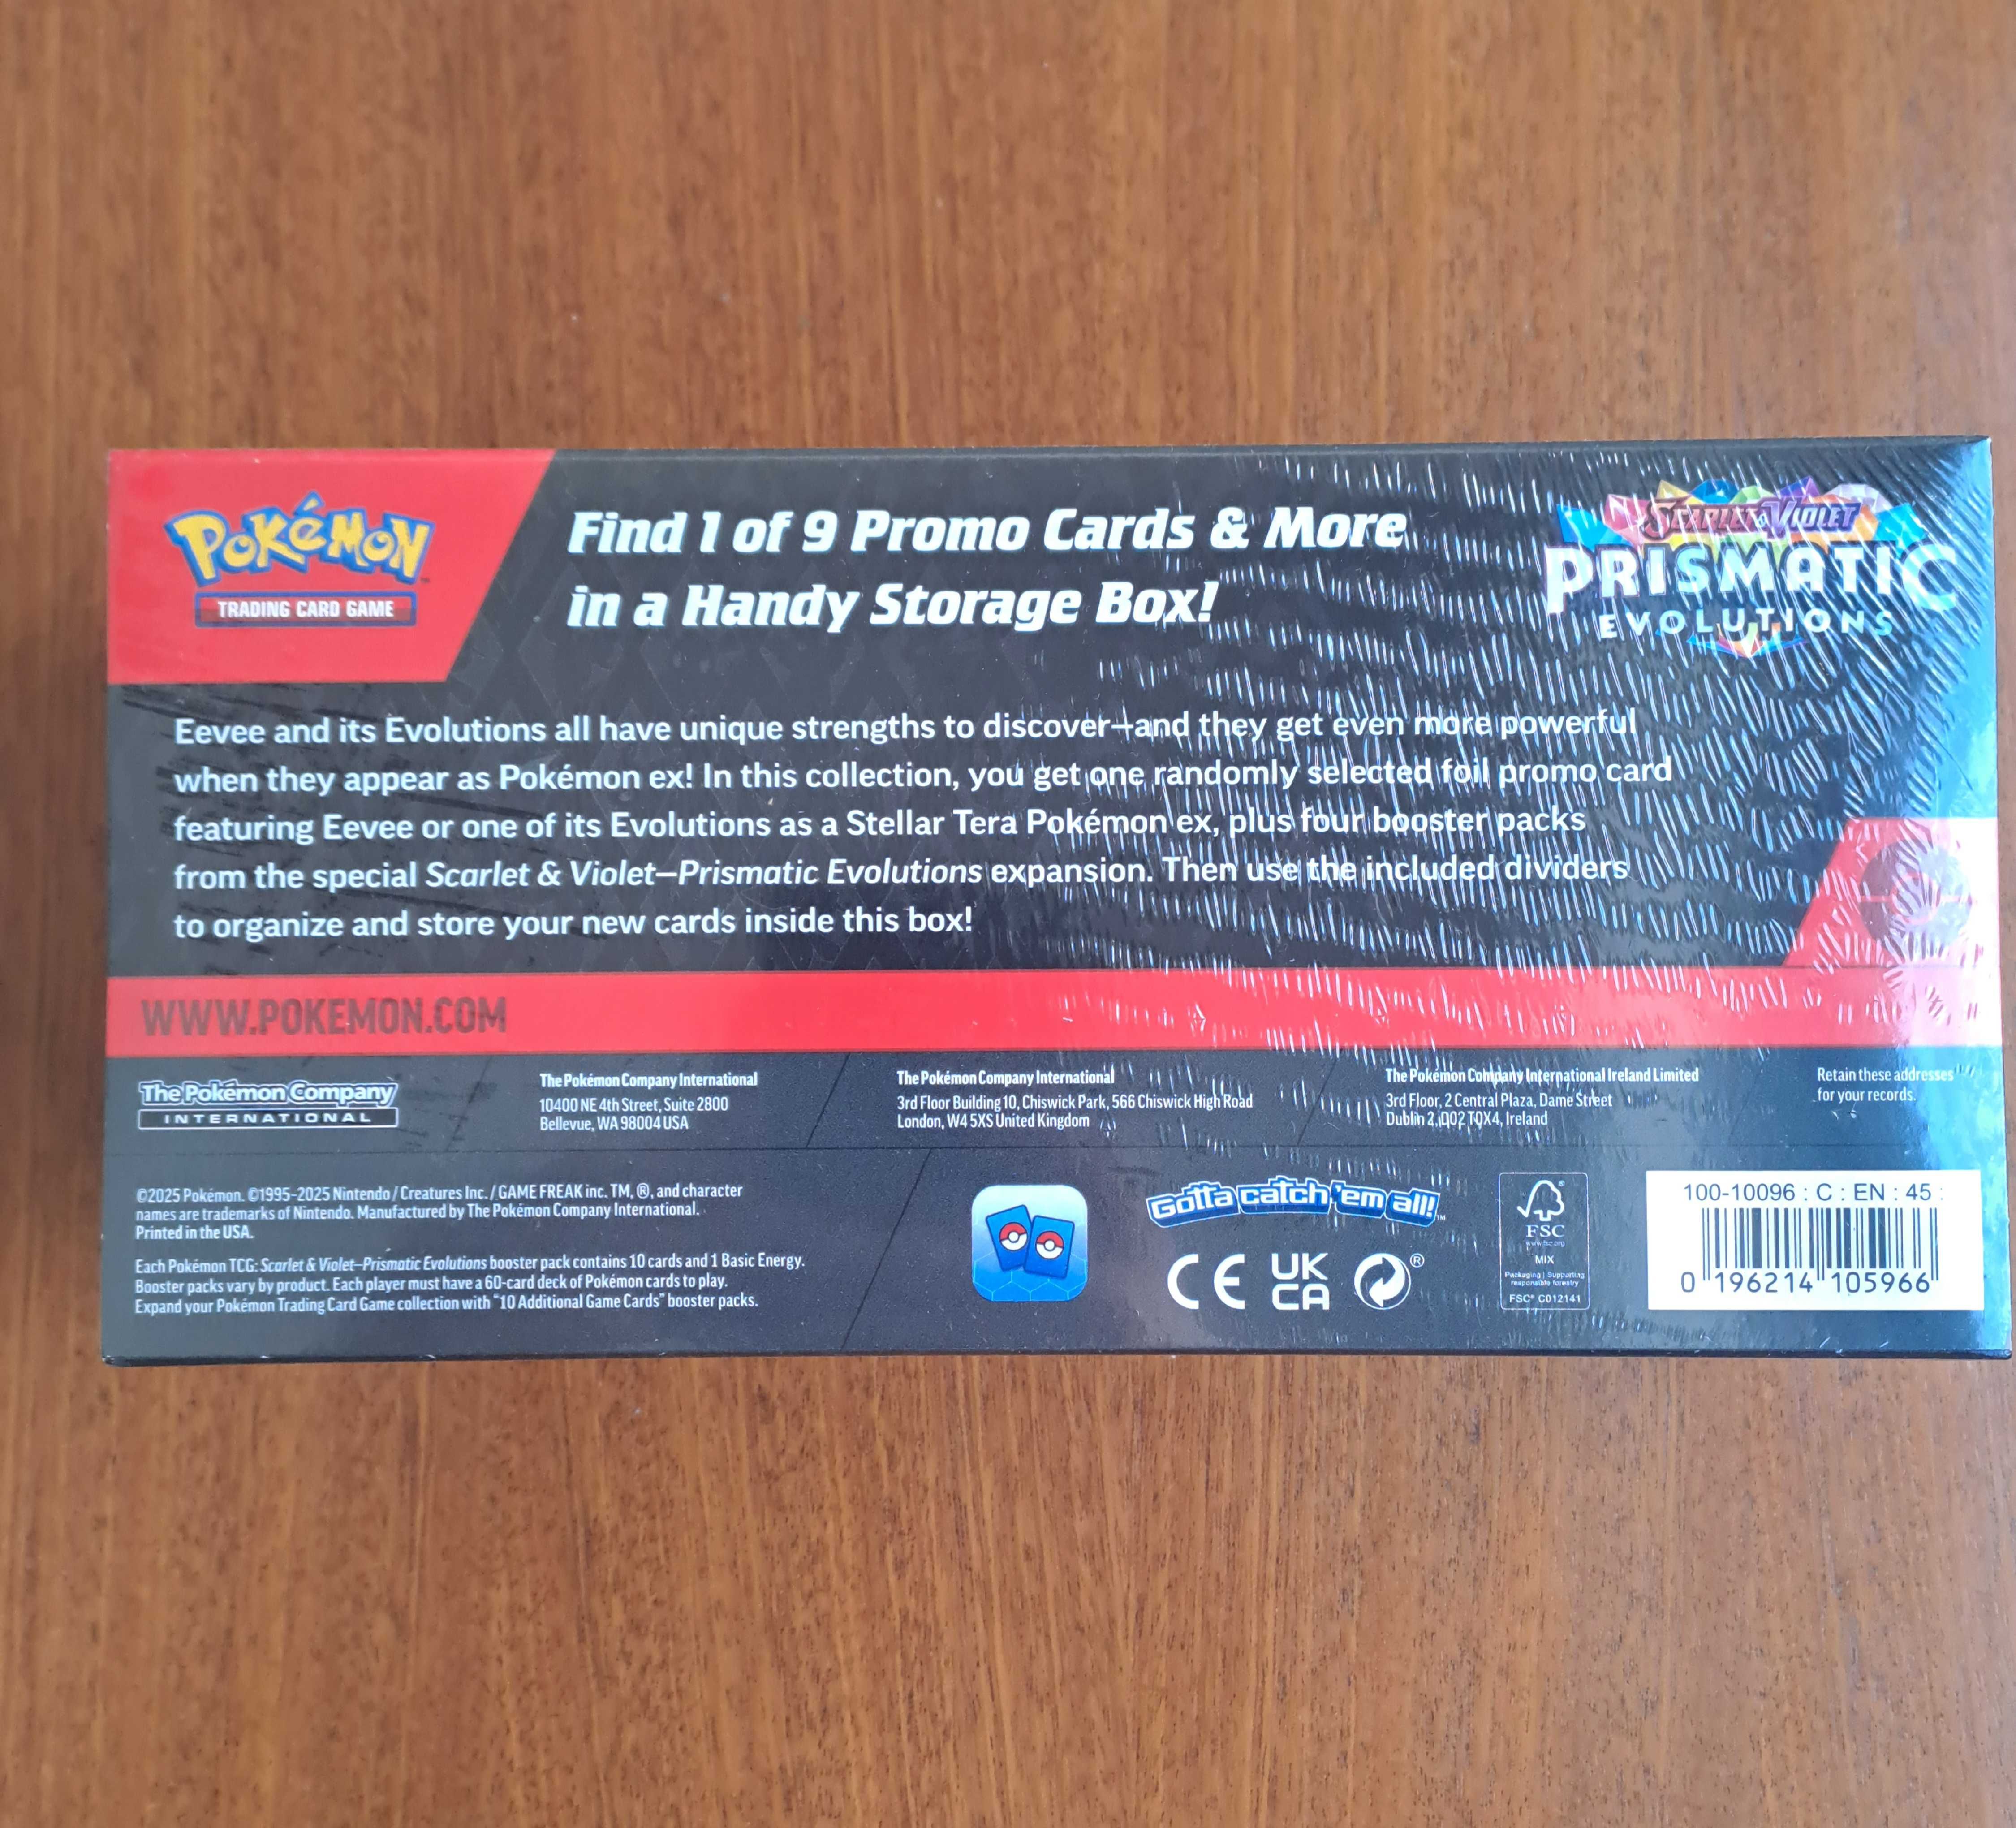 Pokémon
TRADING CARD GAME
Find 1 of 9 Promo Cards & More
in a Handy Storage Box!
SCARLET & VIOLET
PRISMATIC
EVOLUTIONS
Eevee and its Evolutions all have unique strengths to discover—and they get even more powerful
when they appear as Pokémon ex! In this collection, you get one randomly selected foil promo card
featuring Eevee or one of its Evolutions as a Stellar Tera Pokémon ex, plus four booster packs
from the special Scarlet & Violet—Prismatic Evolutions expansion. Then use the included dividers
to organize and store your new cards inside this box!
WWW.POKEMON.COM
The Pokémon Company
INTERNATIONAL
The Pokémon Company International
10400 NE 4th Street, Suite 2800
Bellevue, WA 98004 USA
The Pokémon Company International
3rd Floor Building 10, Chiswick Park, 566 Chiswick High Road
London, W4 5XS United Kingdom
The Pokémon Company International Ireland Limited
3rd Floor, 2 Central Plaza, Dame Street
Dublin 2, D02 T0X4, Ireland
Retain these addresses
for your records.
©2025 Pokémon. ©1995–2025 Nintendo / Creatures Inc. / GAME FREAK inc. TM, ®, and character
names are trademarks of Nintendo. Manufactured by The Pokémon Company International.
Printed in the USA.
Each Pokémon TCG: Scarlet & Violet—Prismatic Evolutions booster pack contains 10 cards and 1 Basic Energy.
Booster packs vary by product. Each player must have a 60-card deck of Pokémon cards to play.
Expand your Pokémon Trading Card Game collection with "10 Additional Game Cards" booster packs.
Gotta catch 'em all!™
CE
UK
CA
®
FSC®
www.fsc.org
MIX
Packaging | Supporting
responsible forestry
FSC® C012141
100-10096 : C : EN : 45 :
0 196214 105966